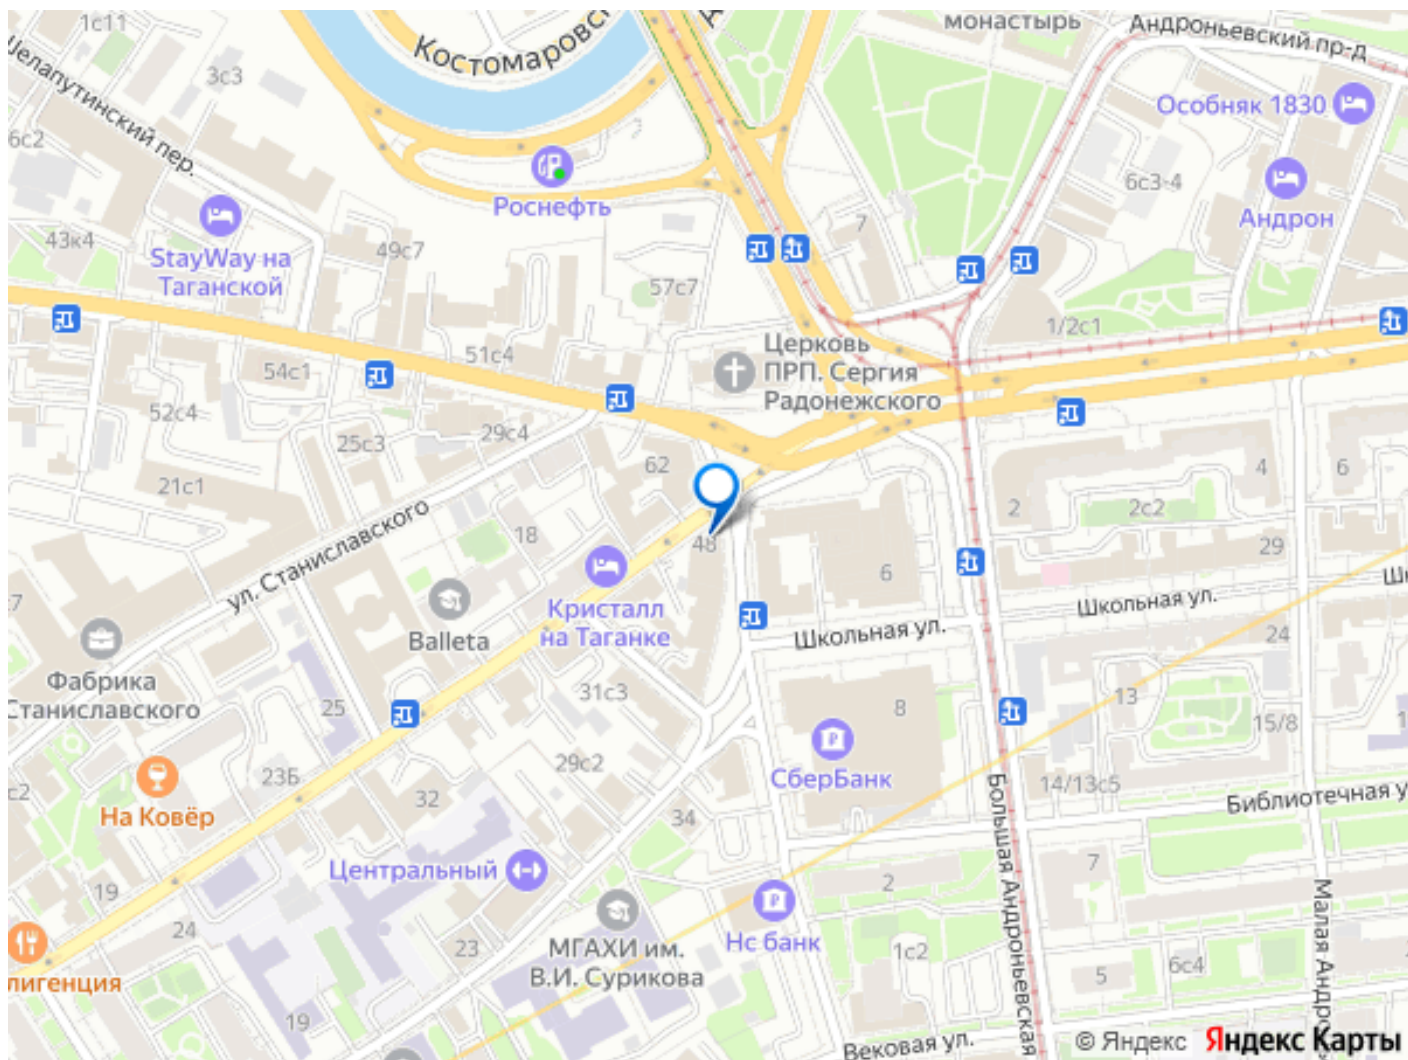 1с11
Костомаровск
Шелапутинский пер.
3с3
6с2
монастырь
Андроньевский пр-д
Особняк 1830
6с3-4
Андрон
Роснефть
StayWay на
Таганской
43к4
49с7
57с7
7
1/2с1
51с4
54с1
52с4
25с3
29с4
Церковь
ПРП. Сергия
Радонежского
62
21с1
18
ул. Станиславского
48
6
2
2с2
4
6
29
Школьная ул.
Школьная ул.
24
Кристалл
на Таганке
Balleta
Фабрика
Станиславского
25
31с3
8
13
15/8
СберБанк
29с2
23Б
На Ковёр
32
34
14/13с5
Библиотечная у
Большая Андроньевская
Малая Андро
Центральный
19
24
23
2
7
Нс банк
МГАХИ им.
В.И. Сурикова
1с2
6с4
5
лигенция
19
Вековая ул.
© Яндекс Яндекс Карты